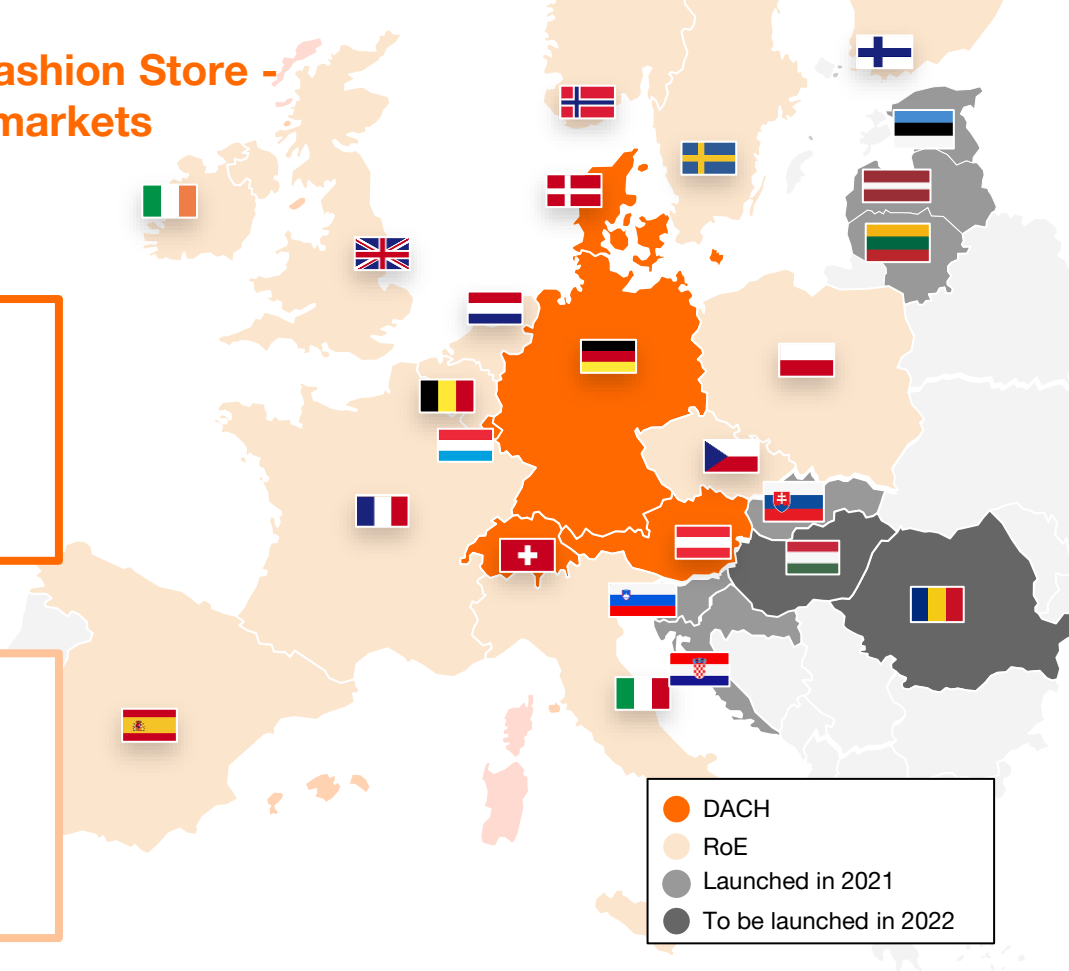 ashion Store -
markets
DACH
RoE
Launched in 2021
To be launched in 2022